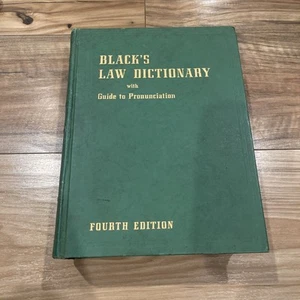 BLACK'S
LAW DICTIONARY
with
Guide to Pronunciation
FOURTH EDITION